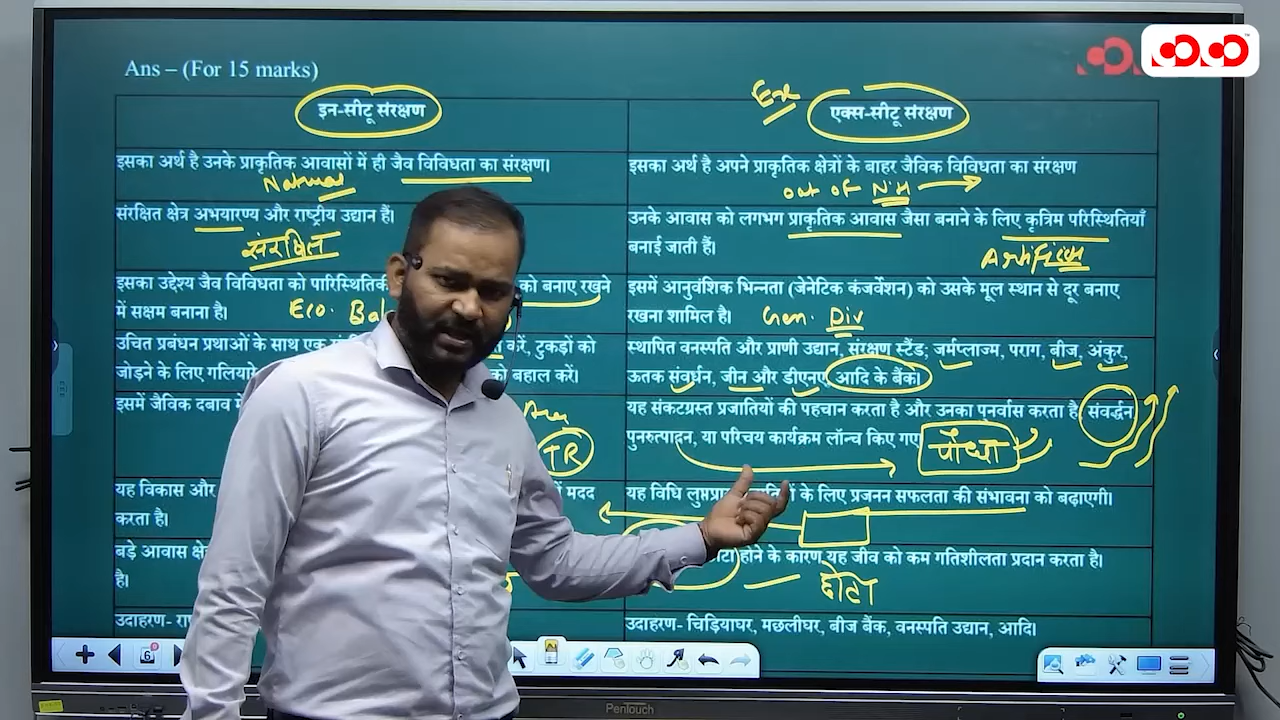 Ans – (For 15 marks)
इन-सीटू संरक्षण
Ex
एक्स-सीटू संरक्षण
इसका अर्थ है उनके प्राकृतिक आवासों में ही जैव विविधता का संरक्षण।
Natural
इसका अर्थ है अपने प्राकृतिक क्षेत्रों के बाहर जैविक विविधता का संरक्षण
out of N.H
संरक्षित क्षेत्र अभयारण्य और राष्ट्रीय उद्यान हैं।
संरक्षित
उनके आवास को लगभग प्राकृतिक आवास जैसा बनाने के लिए कृत्रिम परिस्थितियाँ
बनाई जाती हैं।
इसका उद्देश्य जैव विविधता को को बनाए रखने
में सक्षम बनाना है।
Eco.
इसमें आनुवंशिक भिन्नता (जेनेटिक कंजर्वेशन) को उसके मूल स्थान से दूर बनाए
रखना शामिल है।
Gen. Div
उचित प्रबंधन प्रथाओं के साथ एक करें, टुकड़ों को
जोड़ने के लिए को बहाल करें।
स्थापित वनस्पति और प्राणी उद्यान, संरक्षण स्टैंड; जर्मप्लाज्म, पराग, बीज, अंकुर,
ऊतक संवर्धन, जीन और डीएनए आदि के बैंक।
इसमें जैविक दबाव
TR
यह संकटग्रस्त प्रजातियों की पहचान करता है और उनका पुनर्वास करता है, संवर्द्धन
पुनरुत्पादन, या परिचय कार्यक्रम लॉन्च किए गए
पौधा
यह विकास और में मदद
करता है।
यह विधि के लिए प्रजनन सफलता की संभावना को बढ़ाएगी।
बड़े आवास
है।
होने के कारण यह जीव को कम गतिशीलता प्रदान करता है।
छोटा
उदाहरण-
उदाहरण- चिड़ियाघर, मछलीघर, बीज बैंक, वनस्पति उद्यान, आदि।
PenTouch